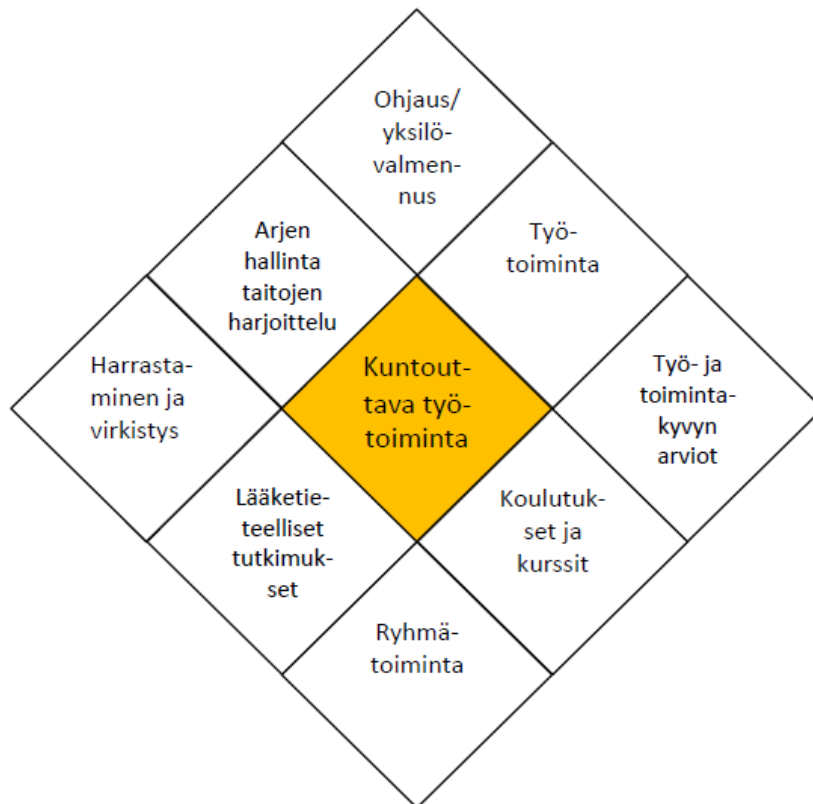 Ohjaus/
yksilö-
valmen-
nus
Arjen
hallinta
taitojen
harjoittelu
Työ-
toiminta
Harrasta-
minen ja
virkistys
Kuntout-
tava työ-
toiminta
Työ- ja
toiminta-
kyvyn
arviot
Lääketie-
teelliset
tutkimuk-
set
Koulutuk-
set ja
kurssit
Ryhmä-
toiminta